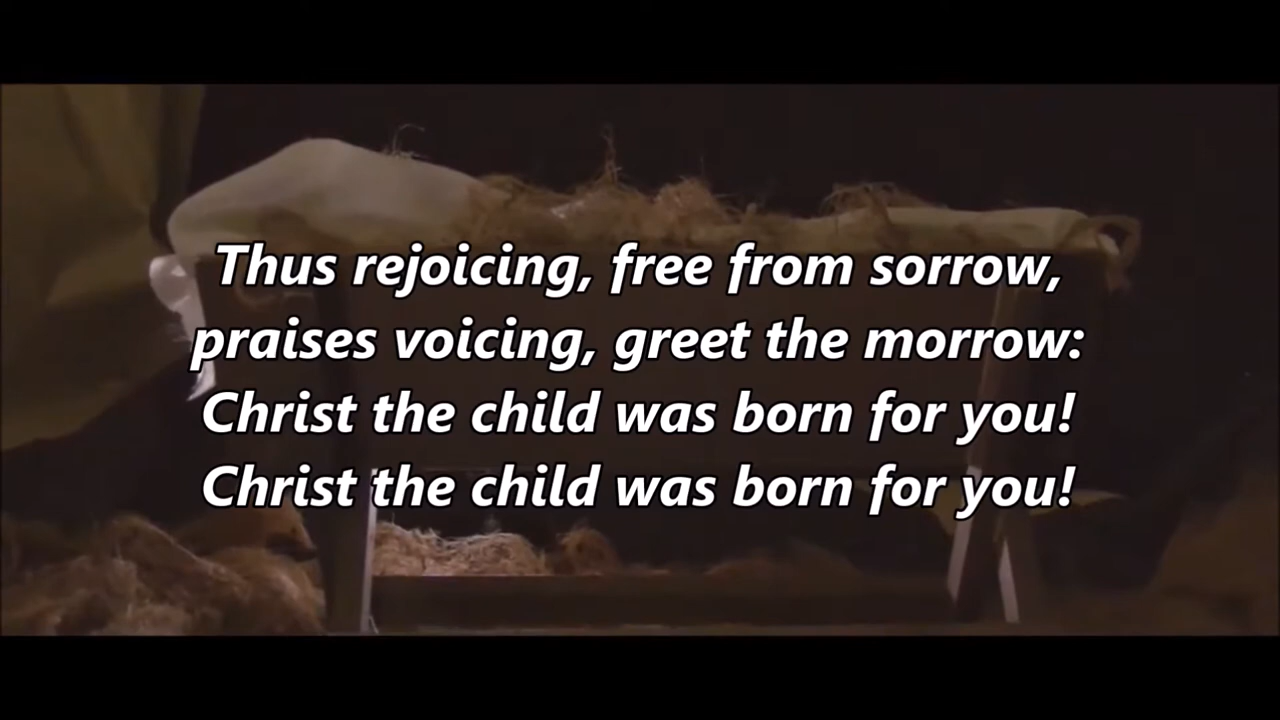 Thus rejoicing, free from sorrow,
praises voicing, greet the morrow:
Christ the child was born for you!
Christ the child was born for you!